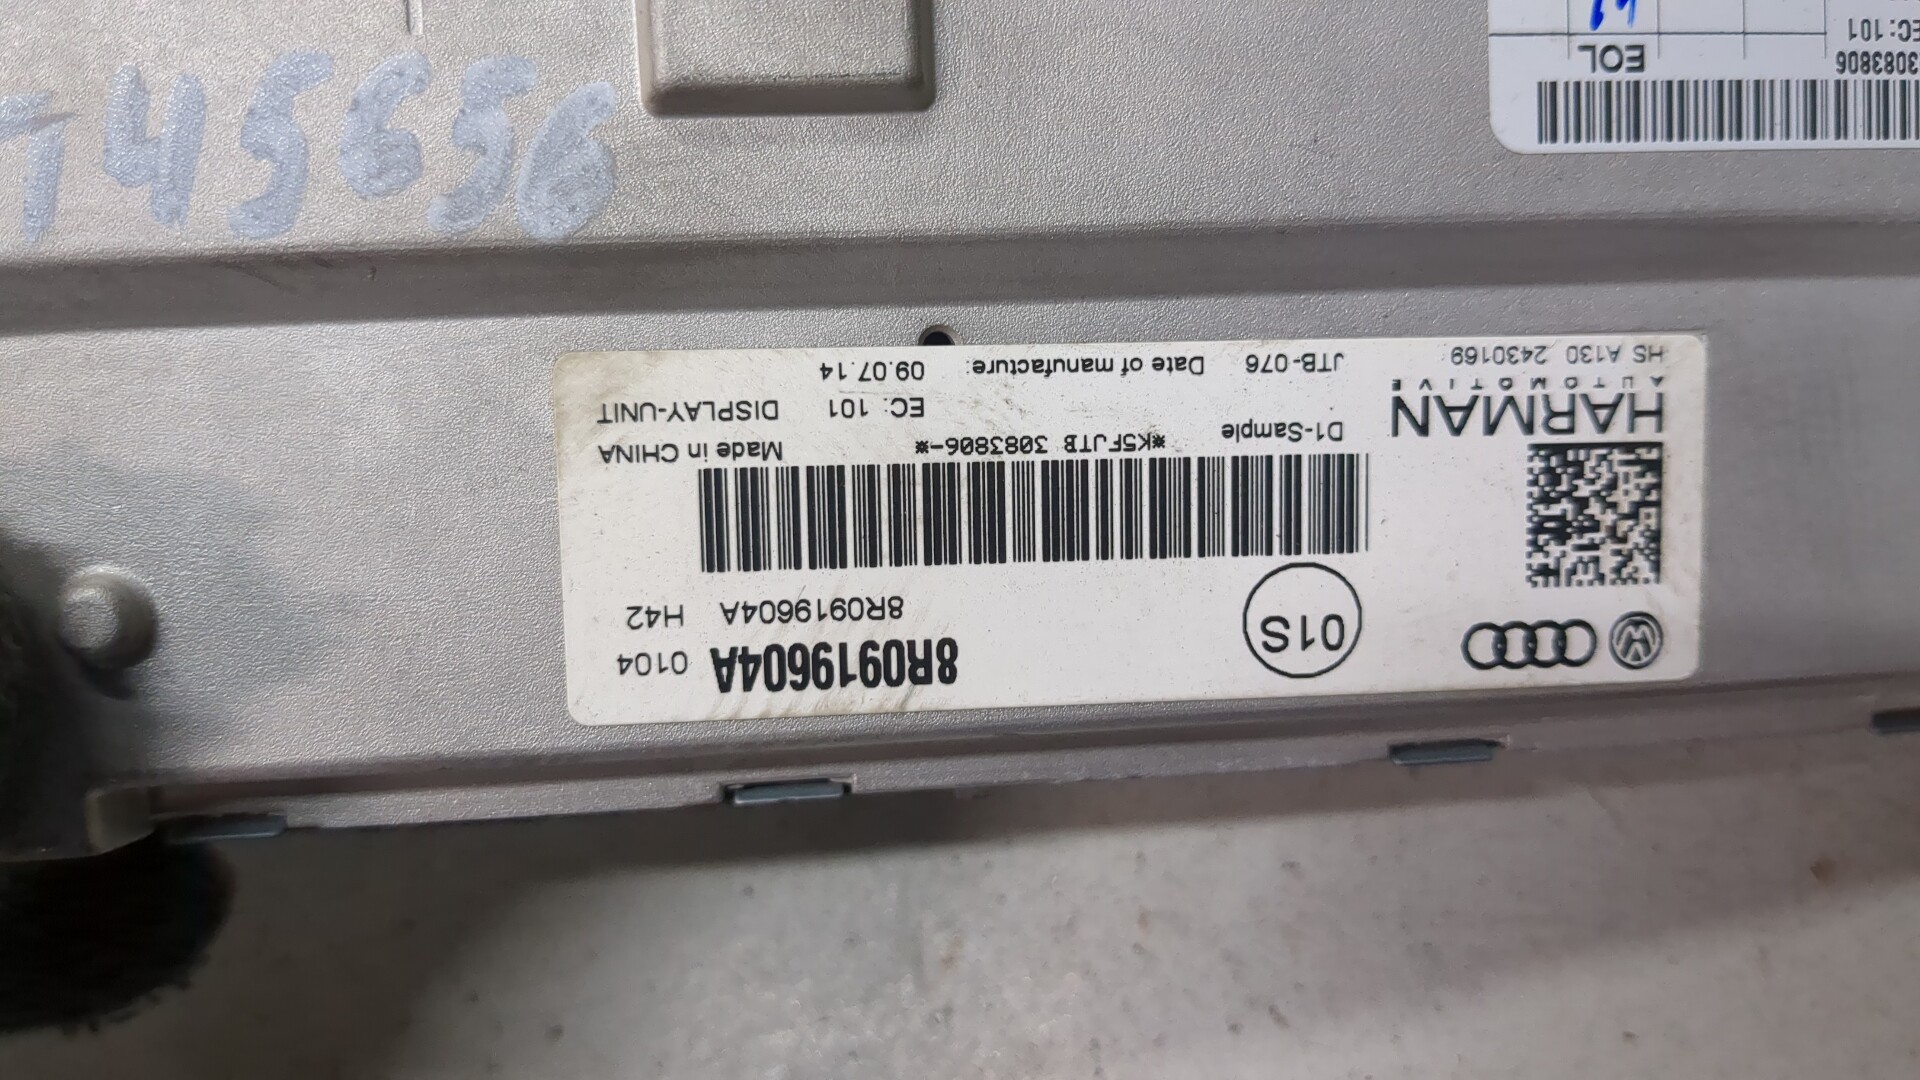 8R0919604A 0104
8R0919604A H42
01S
*K5FJTB 3083806-*
Made in CHINA
D1-Sample
EC: 101 DISPLAY-UNIT
JTB-076 Date of manufacture: 09.07.14
HARMAN
AUTOMOTIVE
HS A130 2430169
3083806
EOL
EC: 101
45656